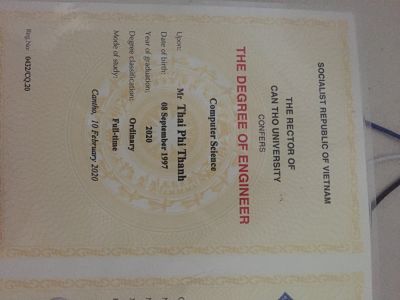 SOCIALIST REPUBLIC OF VIETNAM
THE RECTOR OF
CAN THO UNIVERSITY
CONFERS
THE DEGREE OF ENGINEER
Computer Science
Upon: Mr Thai Phi Thanh
Date of birth: 08 September 1997
Year of graduation: 2020
Degree classification: Ordinary
Mode of study: Full-time
Cantho, 10 February 2020
Reg.No: 0432/CQ.20